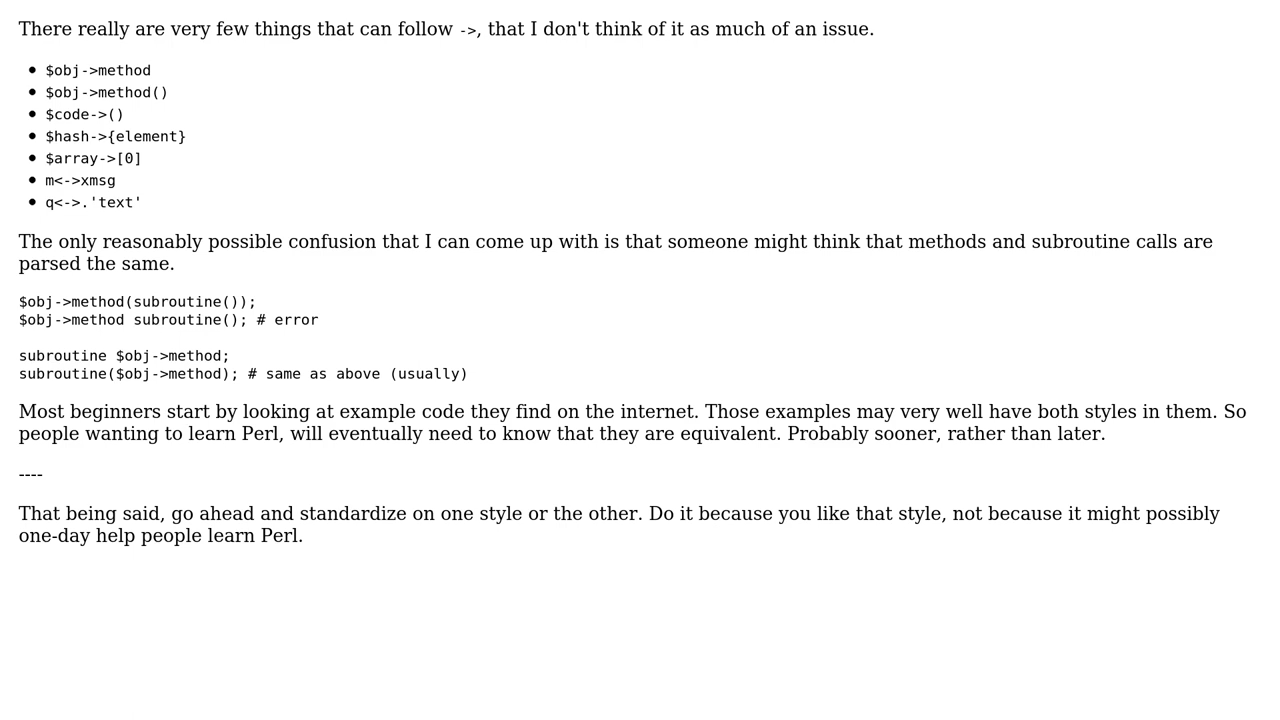 There really are very few things that can follow ->, that I don't think of it as much of an issue.
$obj->method
$obj->method()
$code->()
$hash->{element}
$array->[0]
m<->xmsg
q<->.'text'
The only reasonably possible confusion that I can come up with is that someone might think that methods and subroutine calls are
parsed the same.
$obj->method(subroutine());
$obj->method subroutine(); # error
subroutine $obj->method;
subroutine($obj->method); # same as above (usually)
Most beginners start by looking at example code they find on the internet. Those examples may very well have both styles in them. So
people wanting to learn Perl, will eventually need to know that they are equivalent. Probably sooner, rather than later.
----
That being said, go ahead and standardize on one style or the other. Do it because you like that style, not because it might possibly
one-day help people learn Perl.